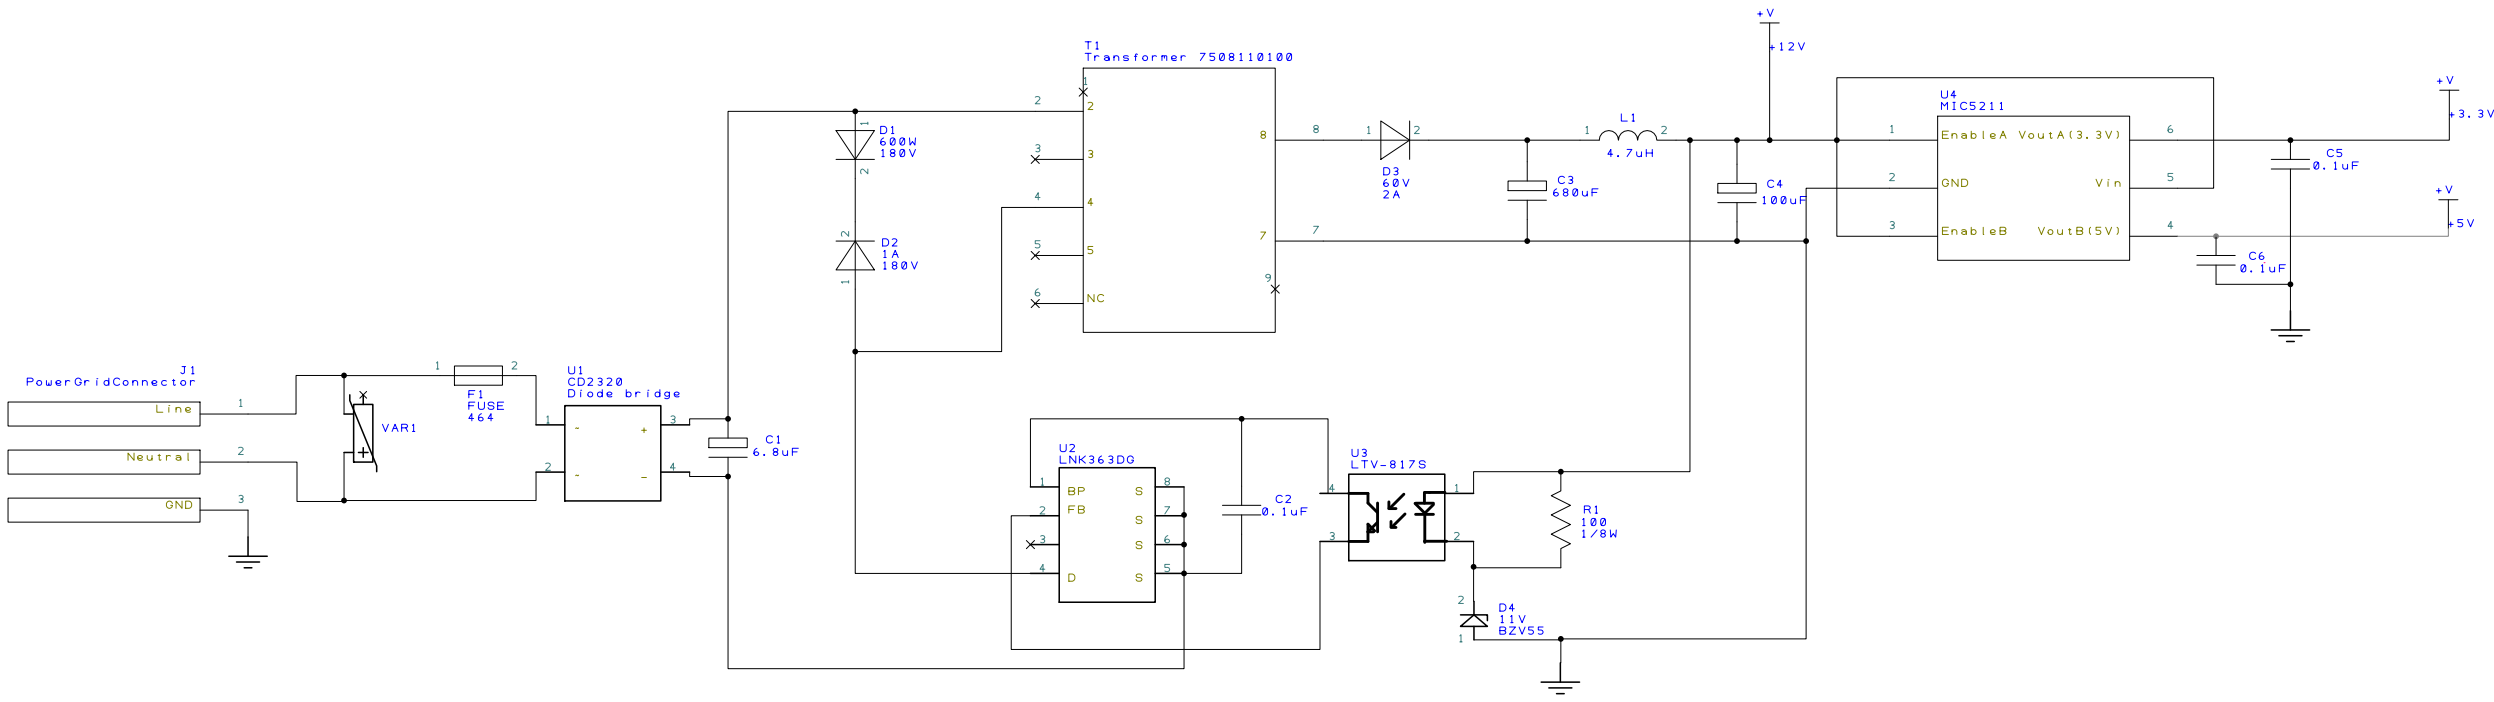 J1
PowerGridConnector
Line
1
Neutral
2
GND
3
VAR1
1
2
F1
FUSE
464
U1
CD2320
Diode bridge
1
~
+
3
2
~
-
4
C1
6.8uF
D1
600W
180V
1
2
D2
1A
180V
2
1
T1
Transformer 7508110100
1
2
2
3
3
4
4
5
5
6
NC
8
8
7
7
9
1
2
D3
60V
2A
C3
680uF
L1
1
2
4.7uH
C4
100uF
+V
+12V
U4
MIC5211
1
EnableA Vout A(3.3V)
6
2
GND
Vin
5
3
EnableB
VoutB(5V)
4
+V
+3.3V
C5
0.1uF
+V
+5V
C6
0.1uF
U2
LNK363DG
1
BP
S
8
2
FB
S
7
3
S
6
4
D
S
5
C2
0.1uF
U3
LTV-817S
4
1
3
2
R1
100
1/8W
2
1
D4
11V
BZV55